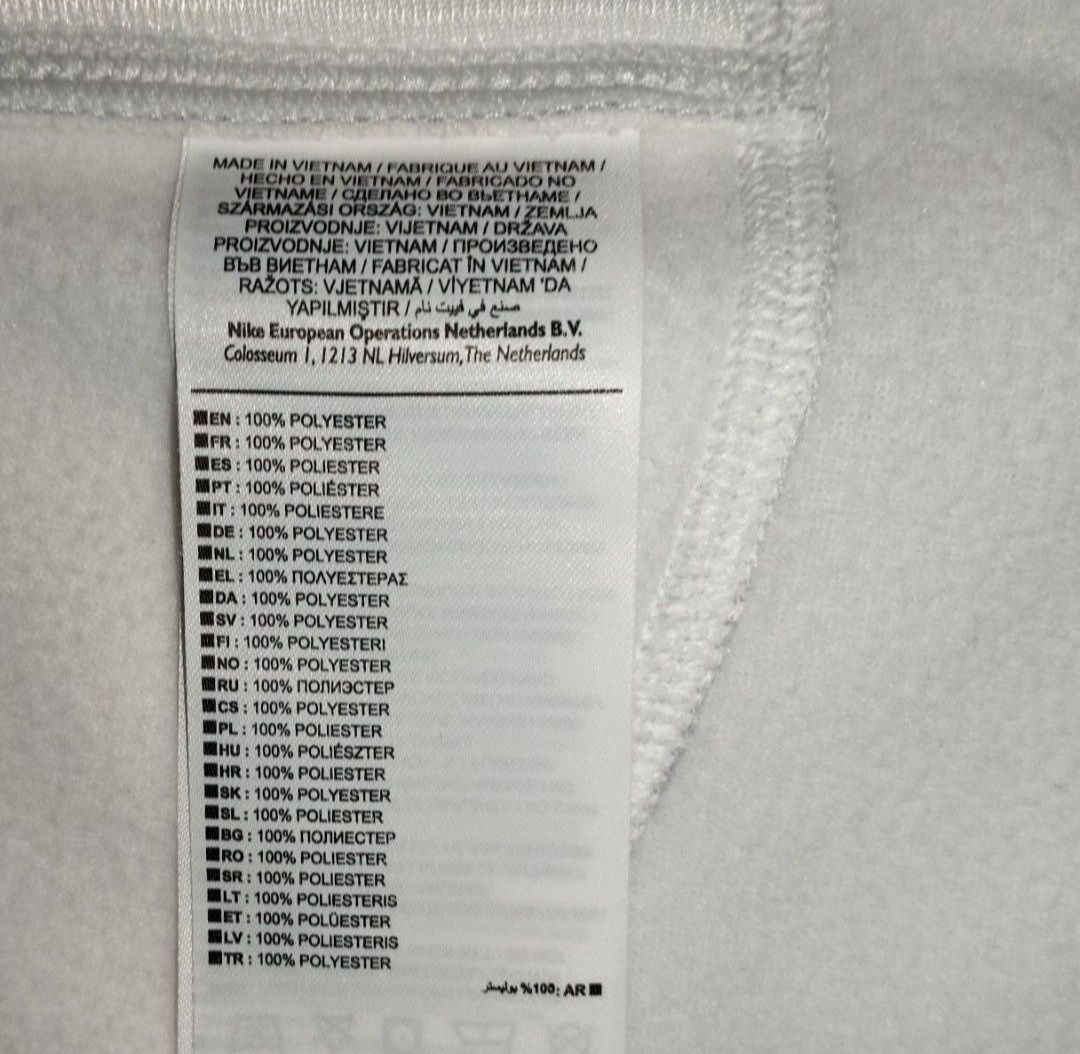 MADE IN VIETNAM / FABRIQUE AU VIETNAM /
HECHO EN VIETNAM / FABRICADO NO
VIETNAME / СДЕЛАНО ВО ВЬЕТНАМЕ /
SZÁRMAZÁSI ORSZÁG: VIETNAM / ZEMLJA
PROIZVODNJE: VIJETNAM / DRŽAVA
PROIZVODNJE: VIETNAM / ПРОИЗВЕДЕНО
ВЪВ ВИЕТНАМ / FABRICAT ÎN VIETNAM /
RAŽOTS: VJETNAMĀ / VİYETNAM 'DA
YAPILMIŞTIR / صنع في فييت نام
Nike European Operations Netherlands B.V.
Colosseum 1, 1213 NL Hilversum, The Netherlands
EN : 100% POLYESTER
FR : 100% POLYESTER
ES : 100% POLIESTER
PT : 100% POLIÉSTER
IT : 100% POLIESTERE
DE : 100% POLYESTER
NL : 100% POLYESTER
EL : 100% ΠΟΛΥΕΣΤΕΡΑΣ
DA : 100% POLYESTER
SV : 100% POLYESTER
FI : 100% POLYESTERI
NO : 100% POLYESTER
RU : 100% ПОЛИЭСТЕР
CS : 100% POLYESTER
PL : 100% POLIESTER
HU : 100% POLIÉSZTER
HR : 100% POLIESTER
SK : 100% POLYESTER
SL : 100% POLIESTER
BG : 100% ПОЛИЕСТЕР
RO : 100% POLIESTER
SR : 100% POLIESTER
LT : 100% POLIESTERIS
ET : 100% POLÜESTER
LV : 100% POLIESTERIS
TR : 100% POLYESTER
AR :100% بوليستر